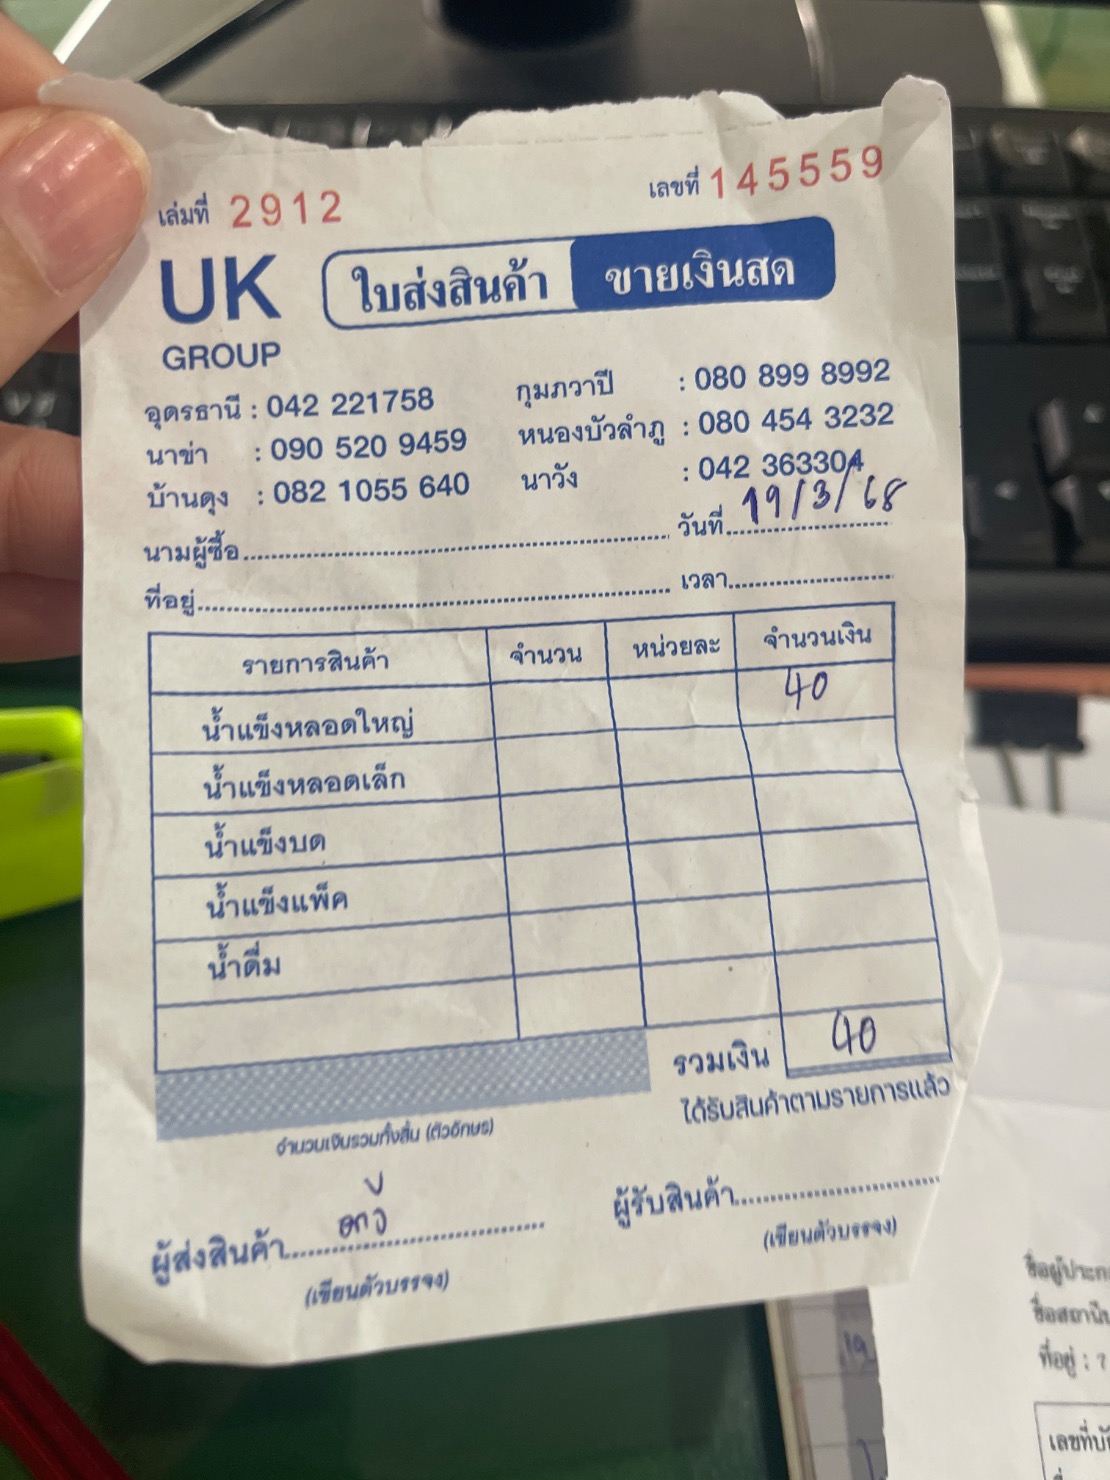 เล่มที่ 2912 เลขที่ 145559
UK ใบส่งสินค้า ขายเงินสด
GROUP
อุดรธานี : 042 221758 กุมภวาปี : 080 899 8992
นาข่า : 090 520 9459 หนองบัวลำภู : 080 454 3232
บ้านดุง : 082 1055 640 นาวัง : 042 363304
นามผู้ซื้อ วันที่ 19/3/68
ที่อยู่ เวลา
รายการสินค้า จำนวน หน่วยละ จำนวนเงิน
น้ำแข็งหลอดใหญ่ 40
น้ำแข็งหลอดเล็ก
น้ำแข็งบด
น้ำแข็งแพ็ค
น้ำดื่ม
รวมเงิน 40
จำนวนเงินรวมทั้งสิ้น (ตัวอักษร) ได้รับสินค้าตามรายการแล้ว
ผู้ส่งสินค้า ผู้รับสินค้า
(เขียนตัวบรรจง) (เขียนตัวบรรจง)
ที่อยู่ : 7